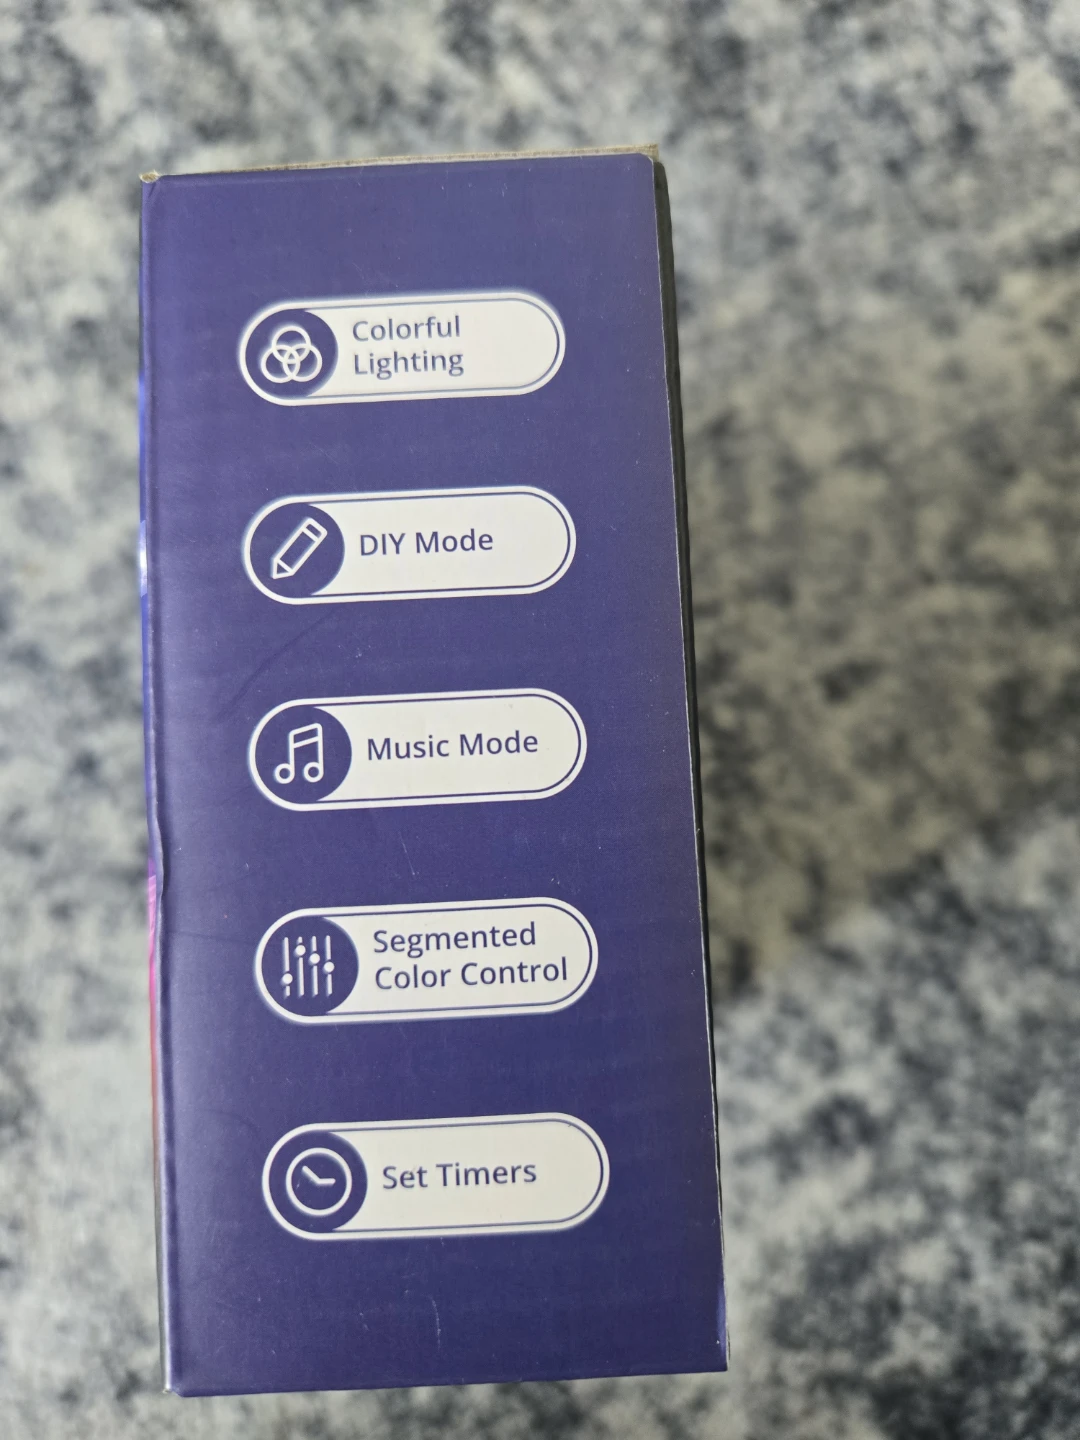 Colorful
Lighting
DIY Mode
Music Mode
Segmented
Color Control
Set Timers